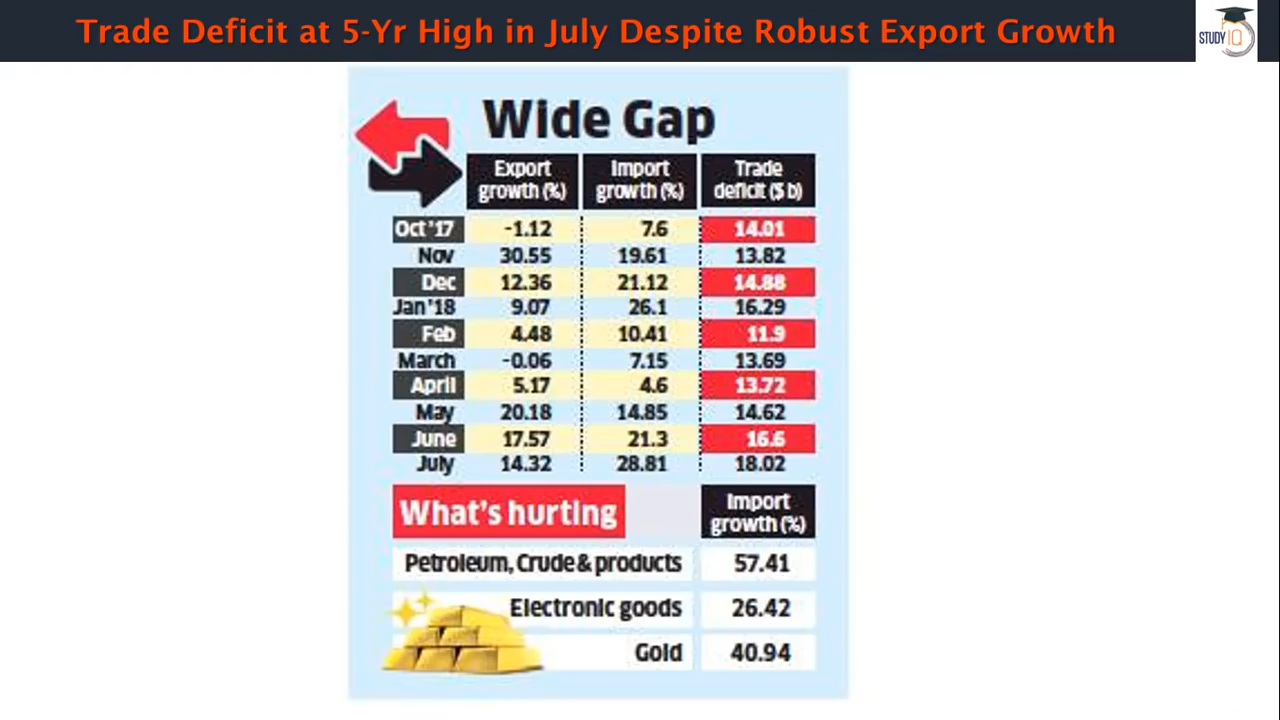 Trade Deficit at 5-Yr High in July Despite Robust Export Growth
STUDY IQ
Wide Gap
Export growth (%) Import growth (%) Trade deficit ($ b)
Oct '17 -1.12 7.6 14.01
Nov 30.55 19.61 13.82
Dec 12.36 21.12 14.88
Jan '18 9.07 26.1 16.29
Feb 4.48 10.41 11.9
March -0.06 7.15 13.69
April 5.17 4.6 13.72
May 20.18 14.85 14.62
June 17.57 21.3 16.6
July 14.32 28.81 18.02
What's hurting Import growth (%)
Petroleum, Crude & products 57.41
Electronic goods 26.42
Gold 40.94